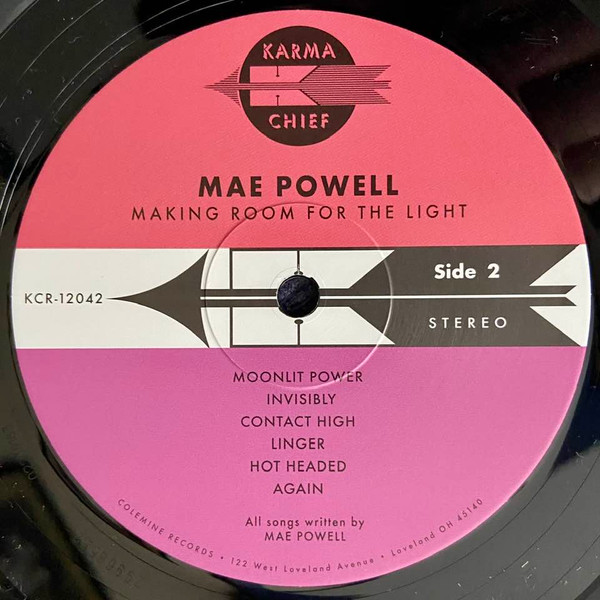 KARMA
CHIEF
MAE POWELL
MAKING ROOM FOR THE LIGHT
KCR-12042
Side 2
STEREO
MOONLIT POWER
INVISIBLY
CONTACT HIGH
LINGER
HOT HEADED
AGAIN
All songs written by
MAE POWELL
COLEMINE RECORDS • 122 West Loveland Avenue • Loveland OH 45140